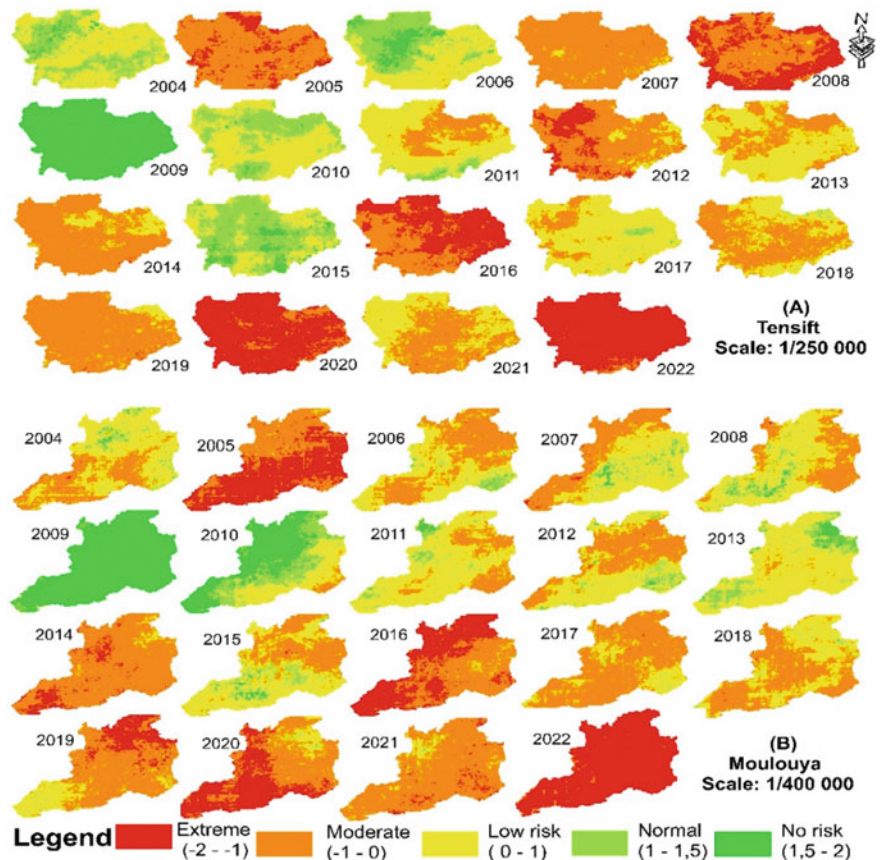 N
2004
2005
2006
2007
2008
2009
2010
2011
2012
2013
2014
2015
2016
2017
2018
2019
2020
2021
2022
(A)
Tensift
Scale: 1/250 000
2004
2005
2006
2007
2008
2009
2010
2011
2012
2013
2014
2015
2016
2017
2018
2019
2020
2021
2022
(B)
Moulouya
Scale: 1/400 000
Legend
Extreme
(-2 - -1)
Moderate
(-1 - 0)
Low risk
( 0 - 1)
Normal
(1 - 1,5)
No risk
(1,5 - 2)